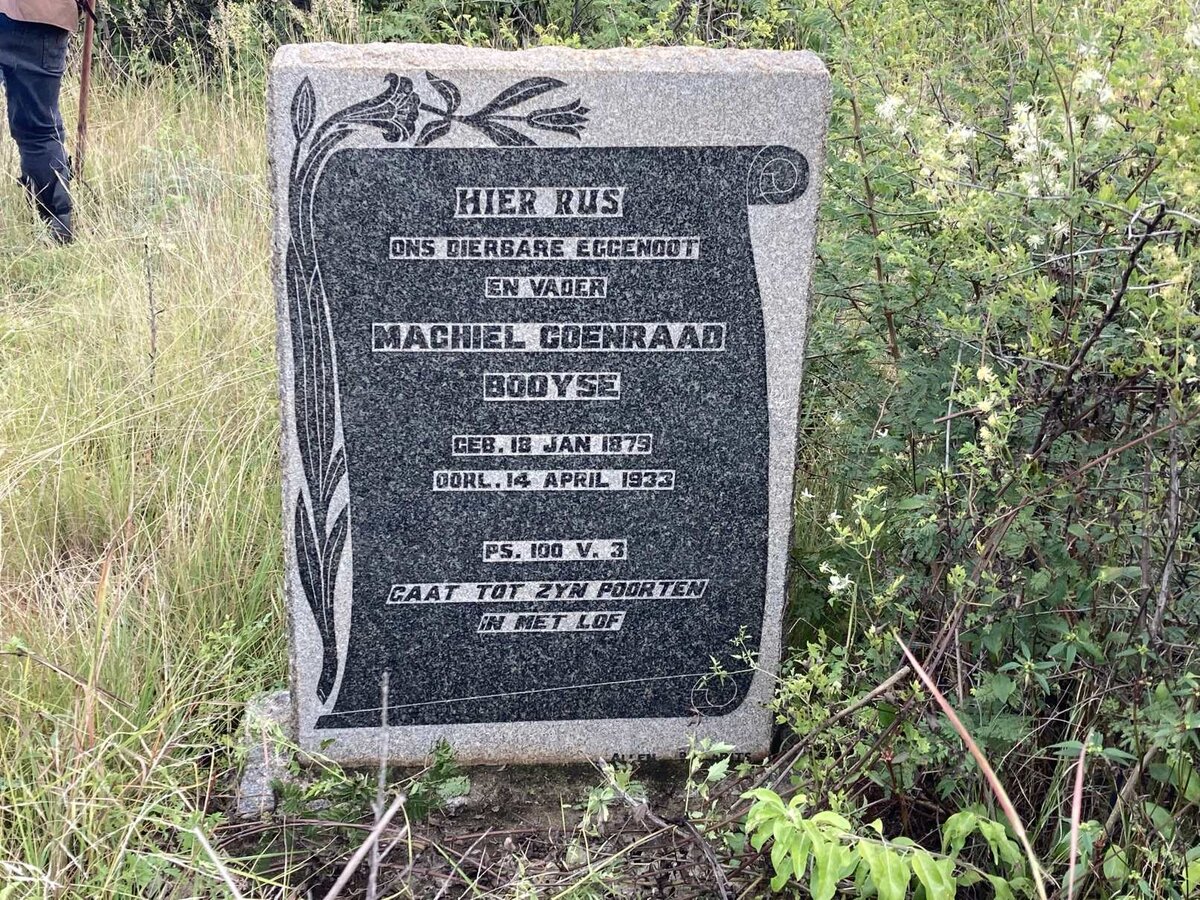 HIER RUS
ONS DIERBARE EGGENOOT
EN VADER
MACHIEL COENRAAD
BOOYSE
GEB. 18 JAN 1879
OORL. 14 APRIL 1933
PS. 100 V. 3
GAAT TOT ZYN POORTEN
IN MET LOF
ALLEN